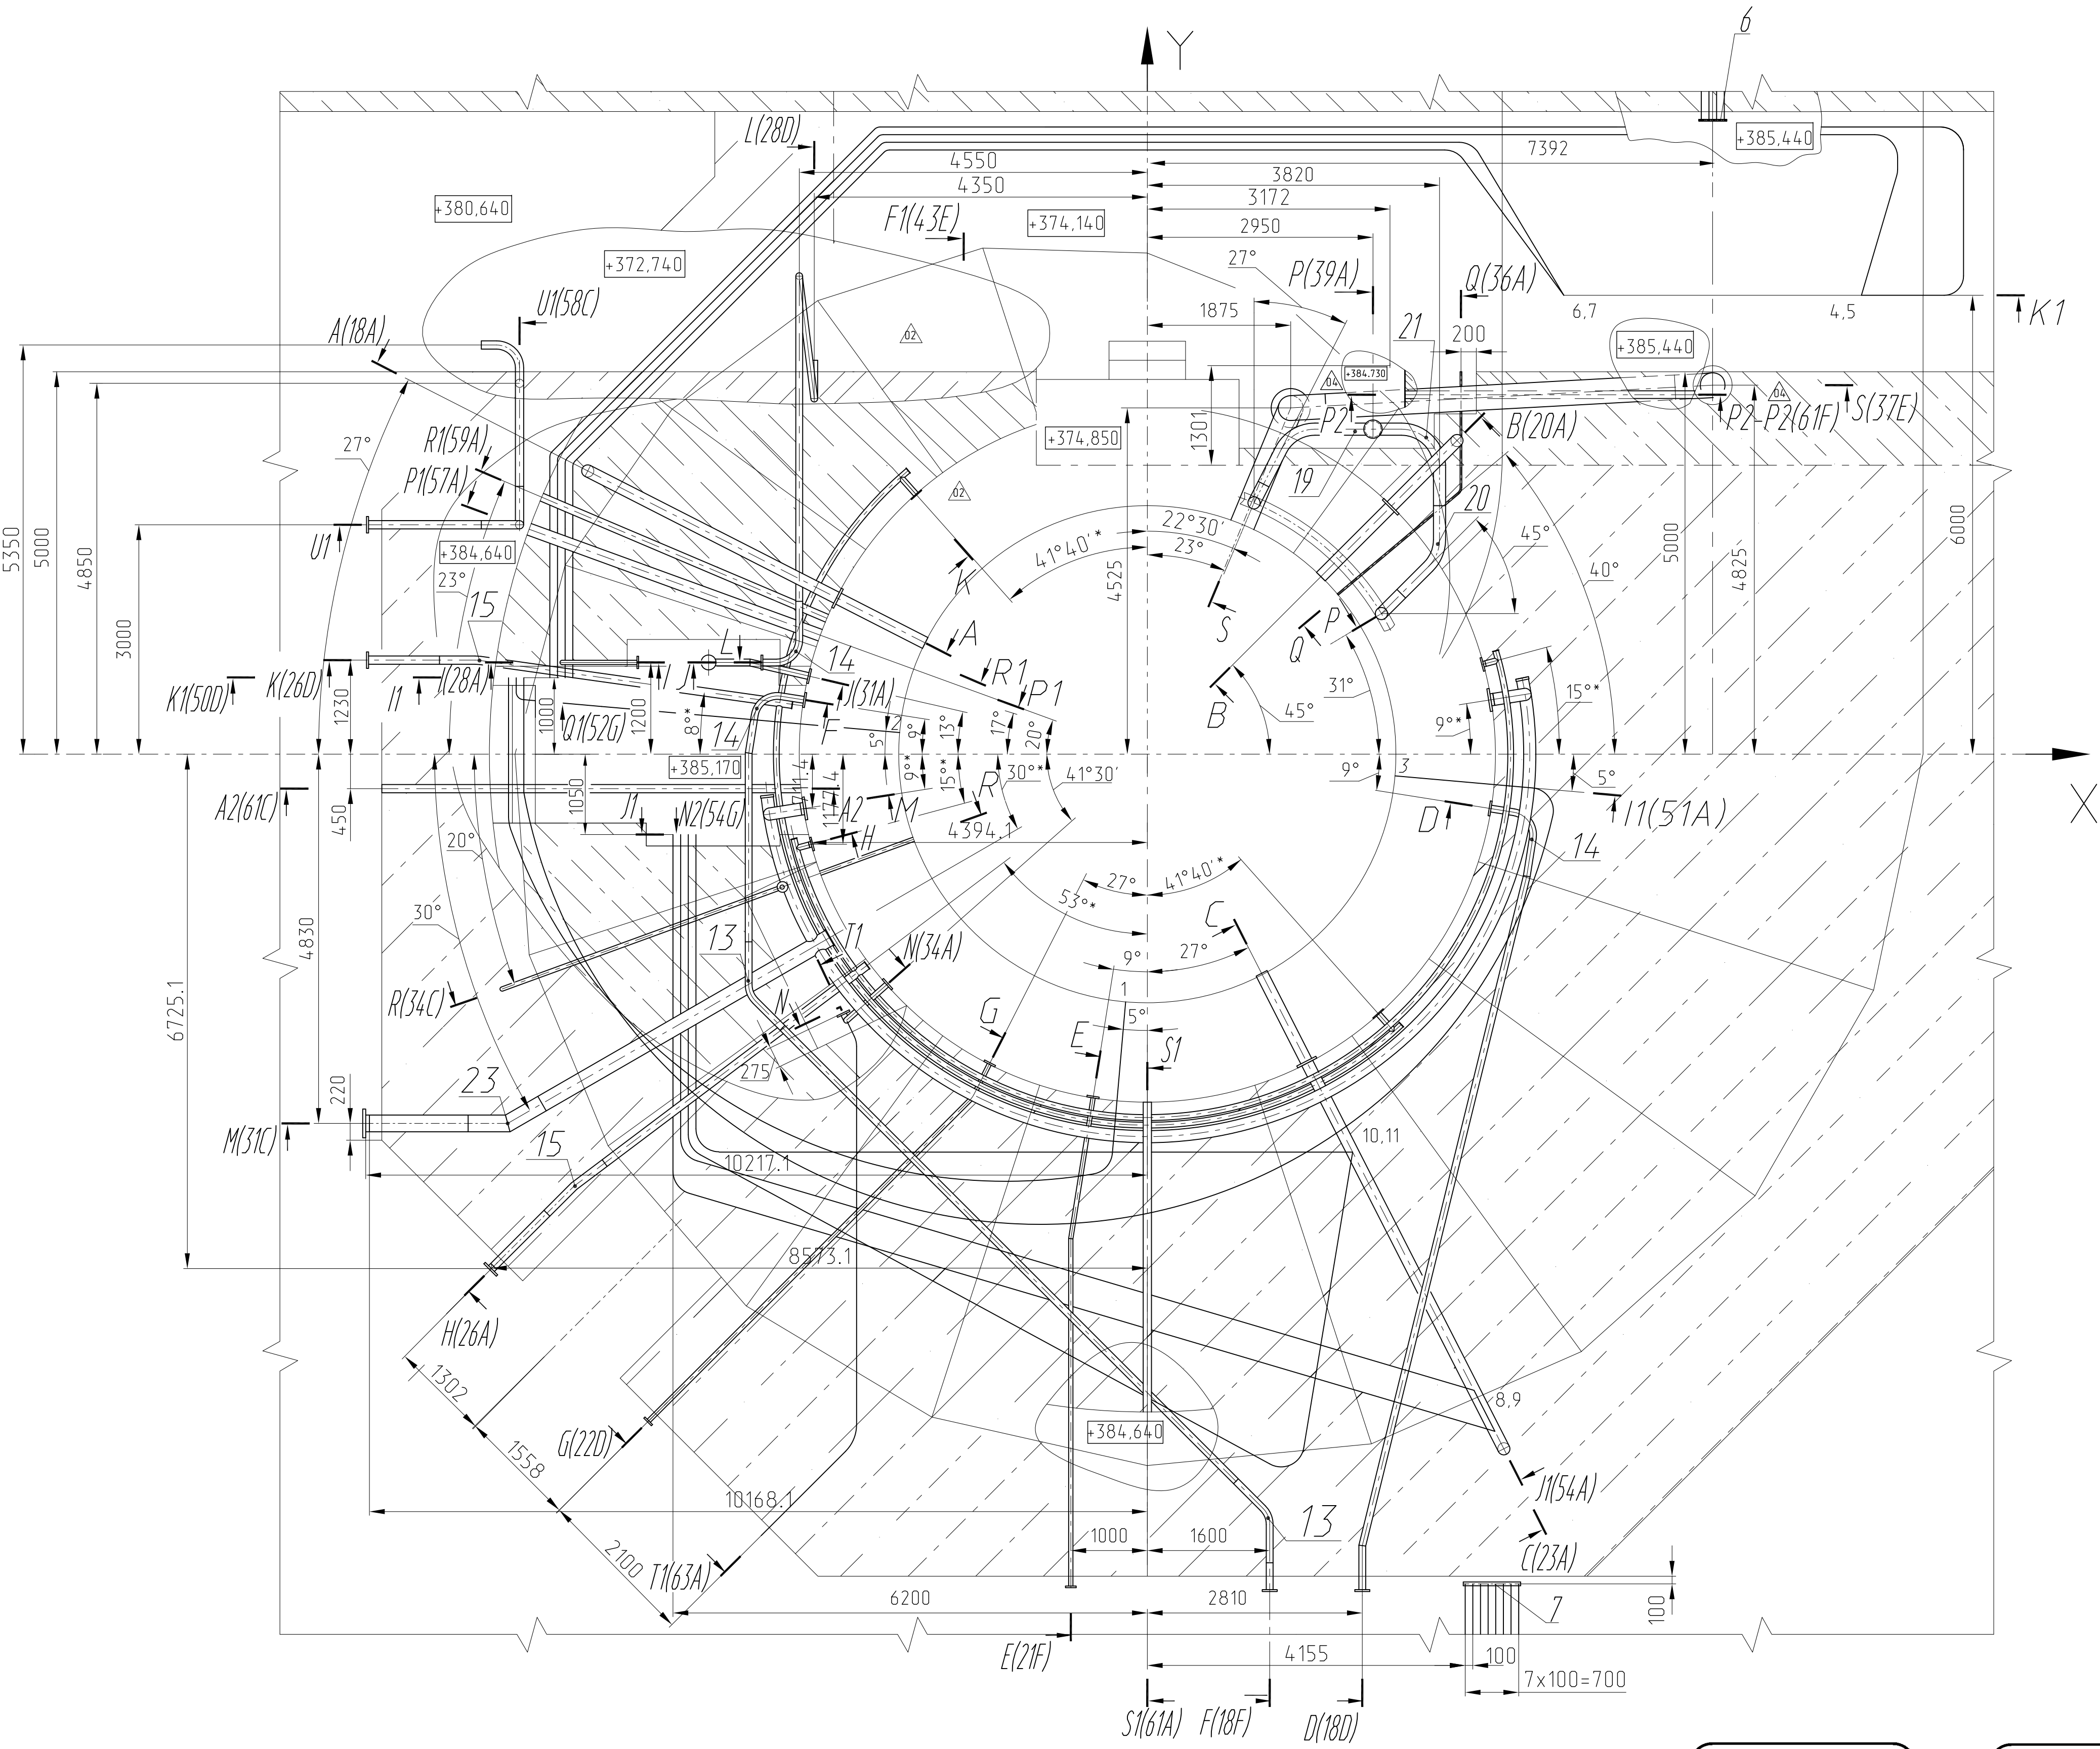 6
Y
L(28D)
7392
+385,440
4550
4350
3820
3172
2950
+380,640
+374,140
F1(43E)
+372,740
27°
P(39A)
Q(36A)
U1(58C)
1875
21
200
6,7
4,5
K1
A(18A)
02
+385,440
+384.730
04
04
P2
B(20A)
P2-P2(61F)
S(37E)
5350
5000
4850
27°
R1(59A)
P1(57A)
+374,850
1301
19
20
02
U1
+384,640
23°
15
22°30'
41°40'*
23°
4525
45°
40°
5000
4825
6000
3000
K
A
S
Q
P
L
14
R1
P1
K1(50D)
K(26D)
1230
I1
I(28A)
I
J
J(31A)
1000
Q1(52G)
1200
8°*
14
F
2
5°
9°
13°
17°
20°
B
45°
31°
9°*
15°*
+385,170
X
A2(61C)
450
1050
J1
N2(54G)
711.4
1177.4
A2
9°*
15°*
M
R
30°*
41°30'
H
4394.1
9°
3
D
5°
I1(51A)
14
20°
30°
4830
6725.1
27°
41°40'*
53°*
C
13
T1
N(34A)
R(34C)
N
9°
27°
1
G
E
5°
S1
275
220
23
M(31C)
15
10217.1
10,11
8573.1
H(26A)
1302
1558
2100
G(22D)
+384,640
8,9
10168.1
J1(54A)
C(23A)
1000
1600
13
T1(63A)
6200
2810
7
100
E(21F)
4155
100
7x100=700
S1(61A)
F(18F)
D(18D)